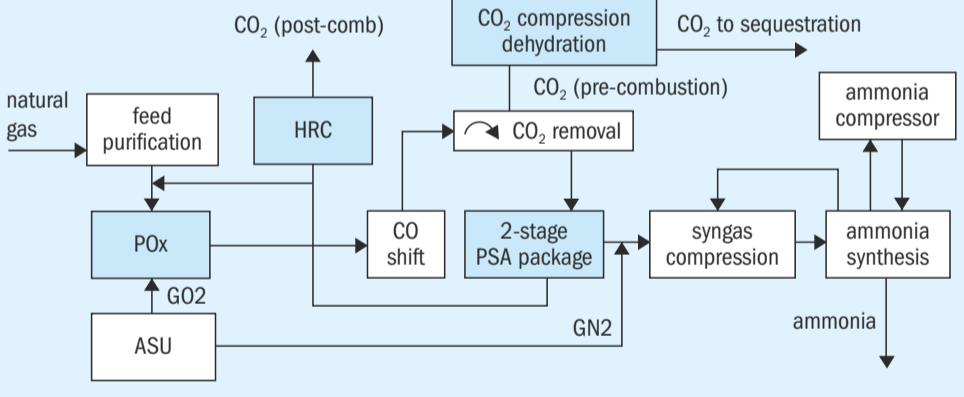 CO₂ (post-comb)
CO₂ compression
dehydration
CO₂ to sequestration
natural
gas
feed
purification
HRC
CO₂ (pre-combustion)
CO₂ removal
ammonia
compressor
POx
CO
shift
2-stage
PSA package
syngas
compression
ammonia
synthesis
GO2
ASU
GN2
ammonia